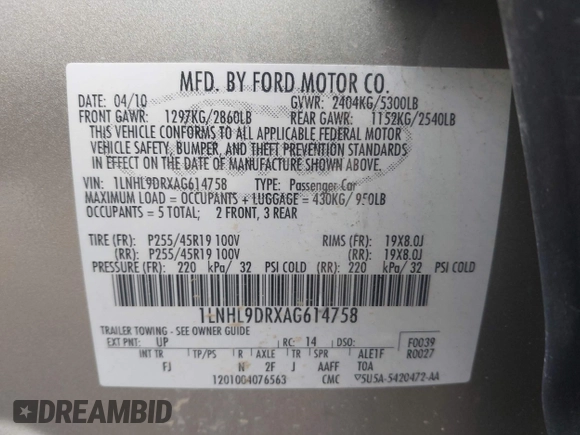 MFD. BY FORD MOTOR CO.
DATE: 04/10 GVWR: 2404KG/5300LB
FRONT GAWR: 1297KG/2860LB REAR GAWR: 1152KG/2540LB
THIS VEHICLE CONFORMS TO ALL APPLICABLE FEDERAL MOTOR
VEHICLE SAFETY, BUMPER, AND THEFT PREVENTION STANDARDS
IN EFFECT ON THE DATE OF MANUFACTURE SHOWN ABOVE.
VIN: 1LNHL9DRXAG614758 TYPE: Passenger Car
MAXIMUM LOAD = OCCUPANTS + LUGGAGE = 430KG/ 950LB
OCCUPANTS = 5 TOTAL; 2 FRONT, 3 REAR
TIRE (FR): P255/45R19 100V RIMS (FR): 19X8.0J
(RR): P255/45R19 100V (RR): 19X8.0J
PRESSURE (FR): 220 kPa/ 32 PSI COLD (RR): 220 kPa/ 32 PSI COLD
1LNHL9DRXAG614758
TRAILER TOWING - SEE OWNER GUIDE
EXT PNT: UP RC: 14 DSO: F0039
INT TR TP/PS R AXLE TR SPR ALE1F R0027
FJ N 2F J AAFF TOA
1201004076563 CMC ▽5U5A-5420472-AA
DREAMBID